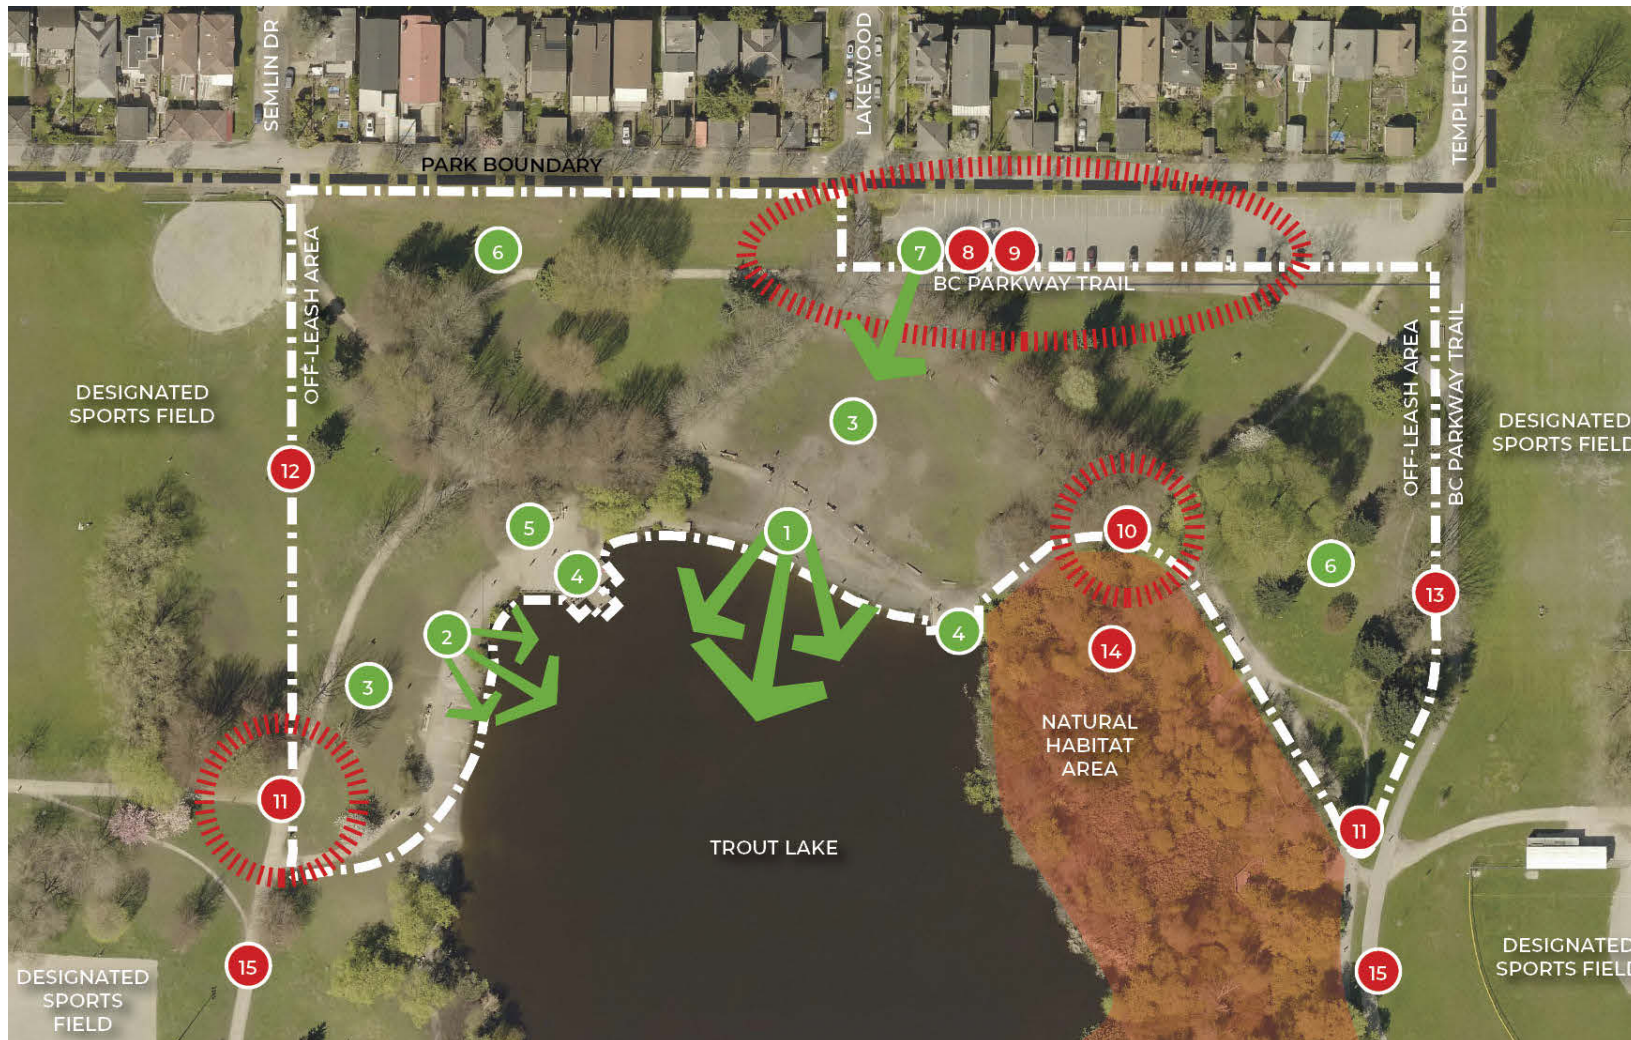 SEMLIN DR
LAKEWOOD
TEMPLETON DR
PARK BOUNDARY
6
7
8
9
BC PARKWAY TRAIL
OFF-LEASH AREA
OFF-LEASH AREA
BC PARKWAY TRAIL
DESIGNATED
SPORTS FIELD
3
DESIGNATED
SPORTS FIELD
12
5
1
10
4
6
13
2
4
14
3
NATURAL
HABITAT
AREA
11
11
TROUT LAKE
15
15
DESIGNATED
SPORTS
FIELD
DESIGNATED
SPORTS FIELD